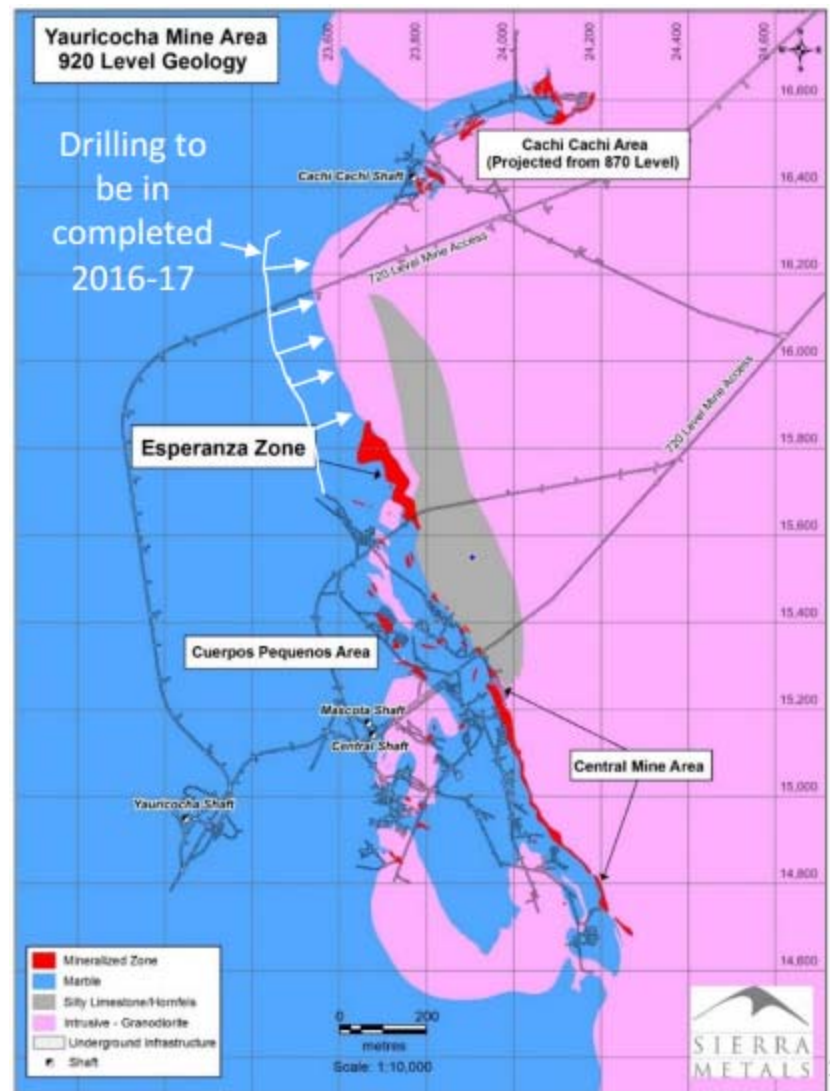 Yauricocha Mine Area
920 Level Geology
23,600
23,800
24,000
24,200
24,400
24,600
Drilling to
be in
completed
2016-17
16,600
Cachi Cachi Area
(Projected from 870 Level)
Cachi Cachi Shaft
16,400
720 Level Mine Access
16,200
16,000
720 Level Mine Access
15,800
Esperanza Zone
15,600
15,400
Cuerpos Pequenos Area
15,200
Mascota Shaft
Central Shaft
Central Mine Area
15,000
Yauricocha Shaft
14,800
14,600
Mineralized Zone
Marble
Silty Limestone/Hornfels
Intrusive - Granodiorite
Underground Infrastructure
Shaft
0 200
metres
Scale: 1:10,000
SIERRA
METALS